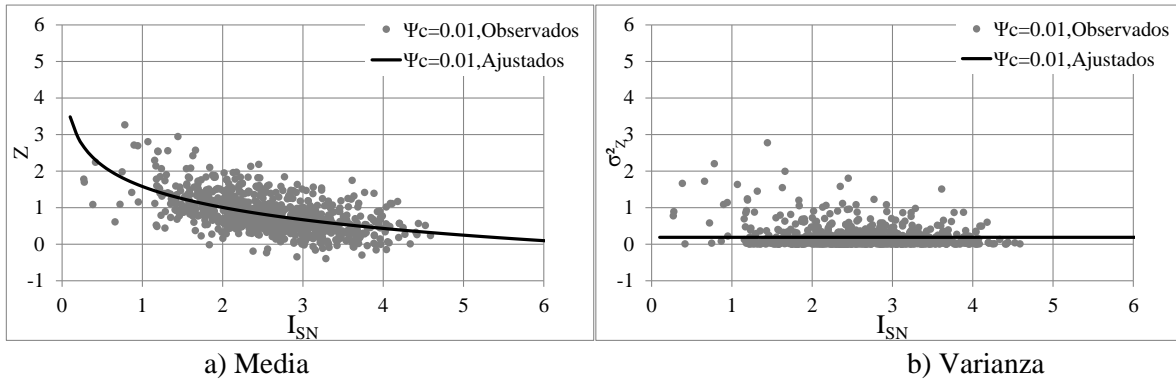 6
5
4
3
2
1
0
-1
Z
0 1 2 3 4 5 6
I_SN
Ψc=0.01,Observados
Ψc=0.01,Ajustados
a) Media
6
5
4
3
2
1
0
-1
σ²_Z
0 1 2 3 4 5 6
I_SN
Ψc=0.01,Observados
Ψc=0.01,Ajustados
b) Varianza